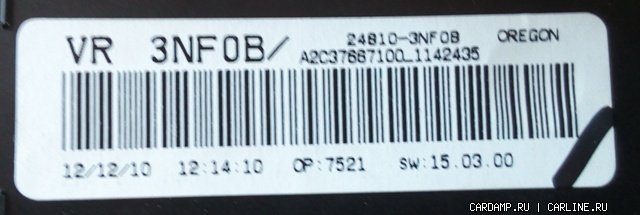 VR 3NF0B/ 24810-3NF0B OREGON
A2C37667100_1142435
12/12/10 12:14:10 OP:7521 SW:15.03.00
CARDAMP.RU | CARLINE.RU